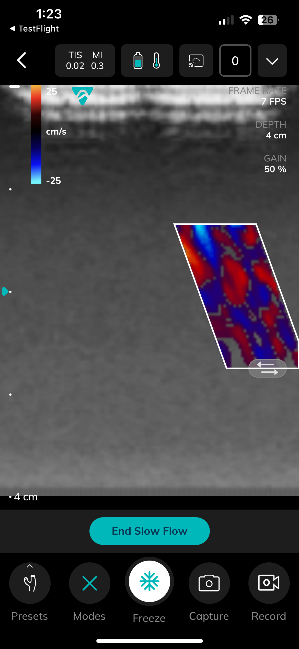 1:23
26
◀ TestFlight
TIS MI
0.02 0.3
S
0
25
cm/s
-25
FRAME RATE
7 FPS
DEPTH
4 cm
GAIN
50 %
4 cm
End Slow Flow
Presets
Modes
Freeze
Capture
Record